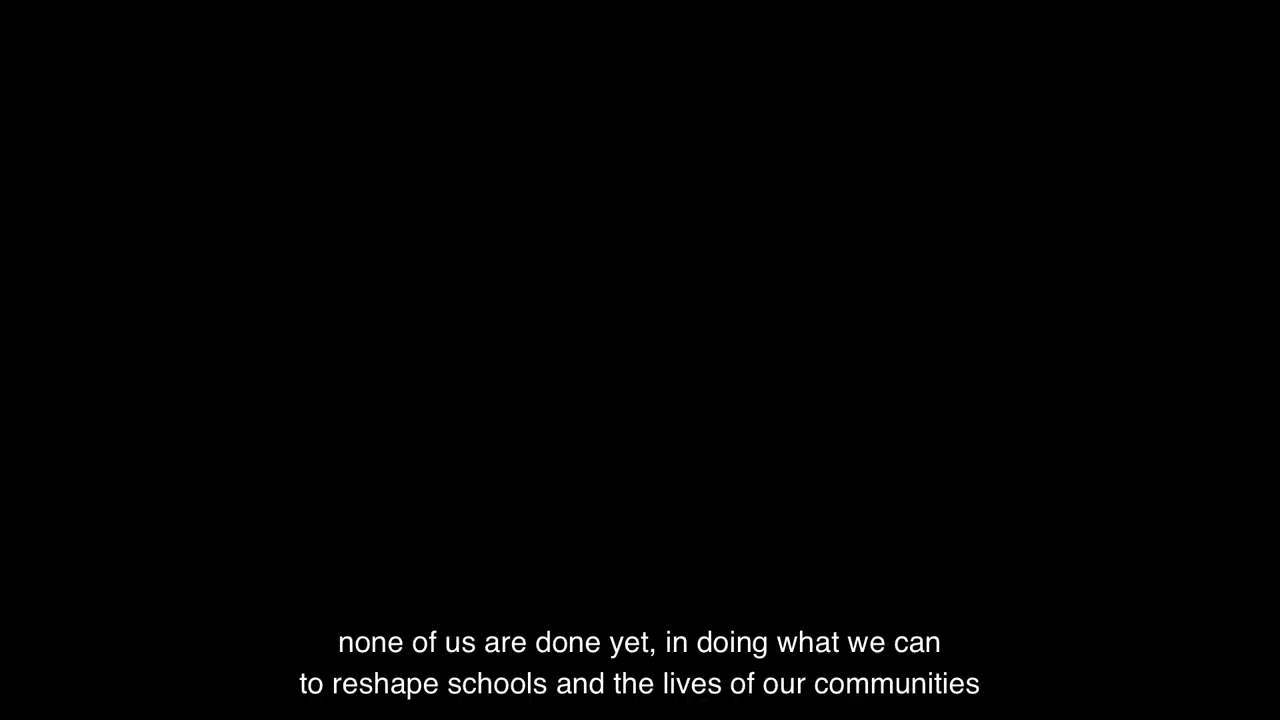 none of us are done yet, in doing what we can
to reshape schools and the lives of our communities